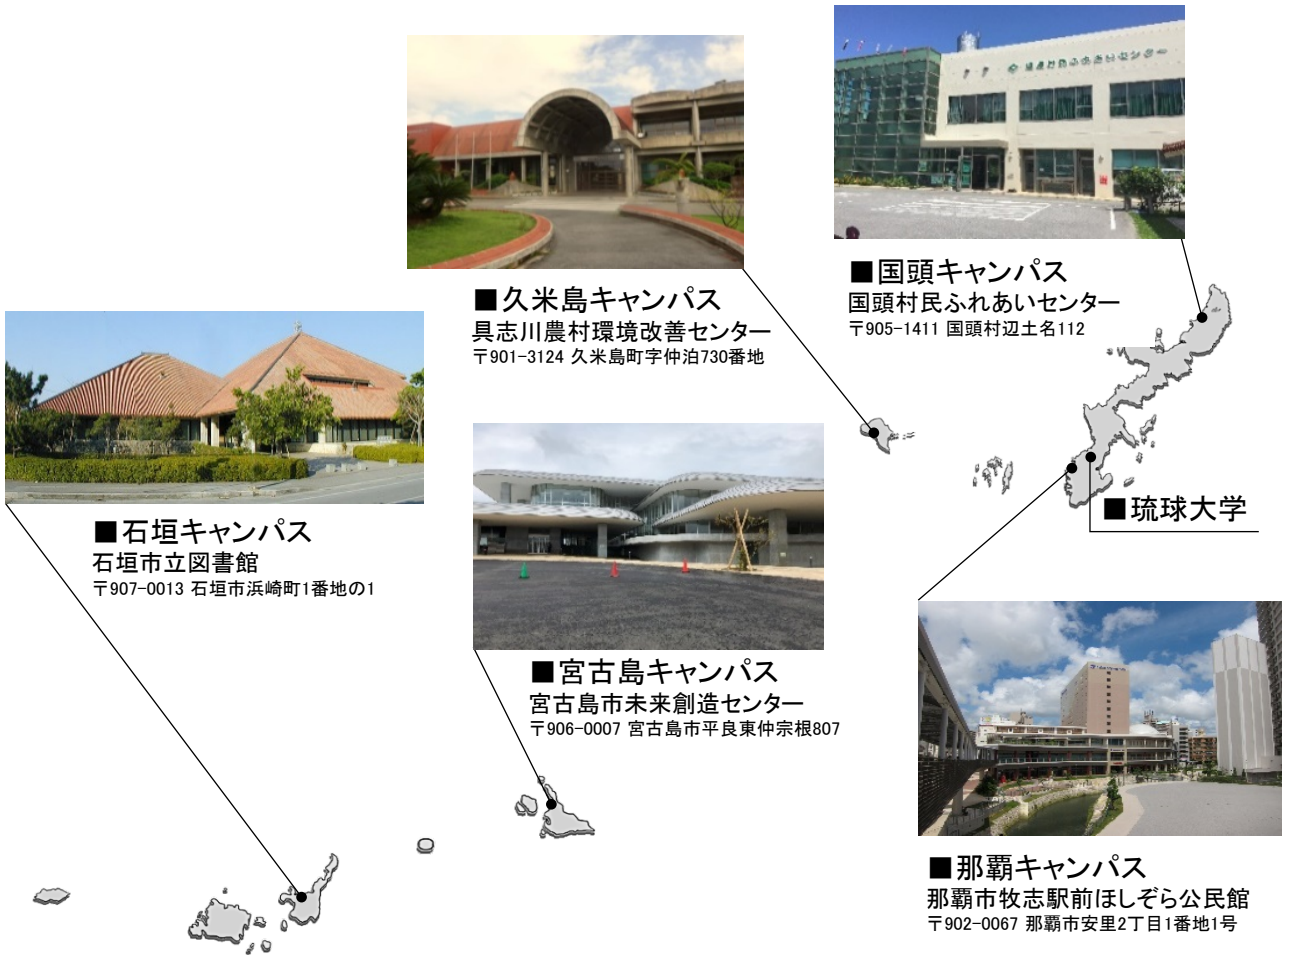 ■国頭キャンパス
国頭村民ふれあいセンター
〒905-1411 国頭村辺土名112
■久米島キャンパス
具志川農村環境改善センター
〒901-3124 久米島町字仲泊730番地
■石垣キャンパス
石垣市立図書館
〒907-0013 石垣市浜崎町1番地の1
■琉球大学
■宮古島キャンパス
宮古島市未来創造センター
〒906-0007 宮古島市平良東仲宗根807
■那覇キャンパス
那覇市牧志駅前ほしぞら公民館
〒902-0067 那覇市安里2丁目1番地1号